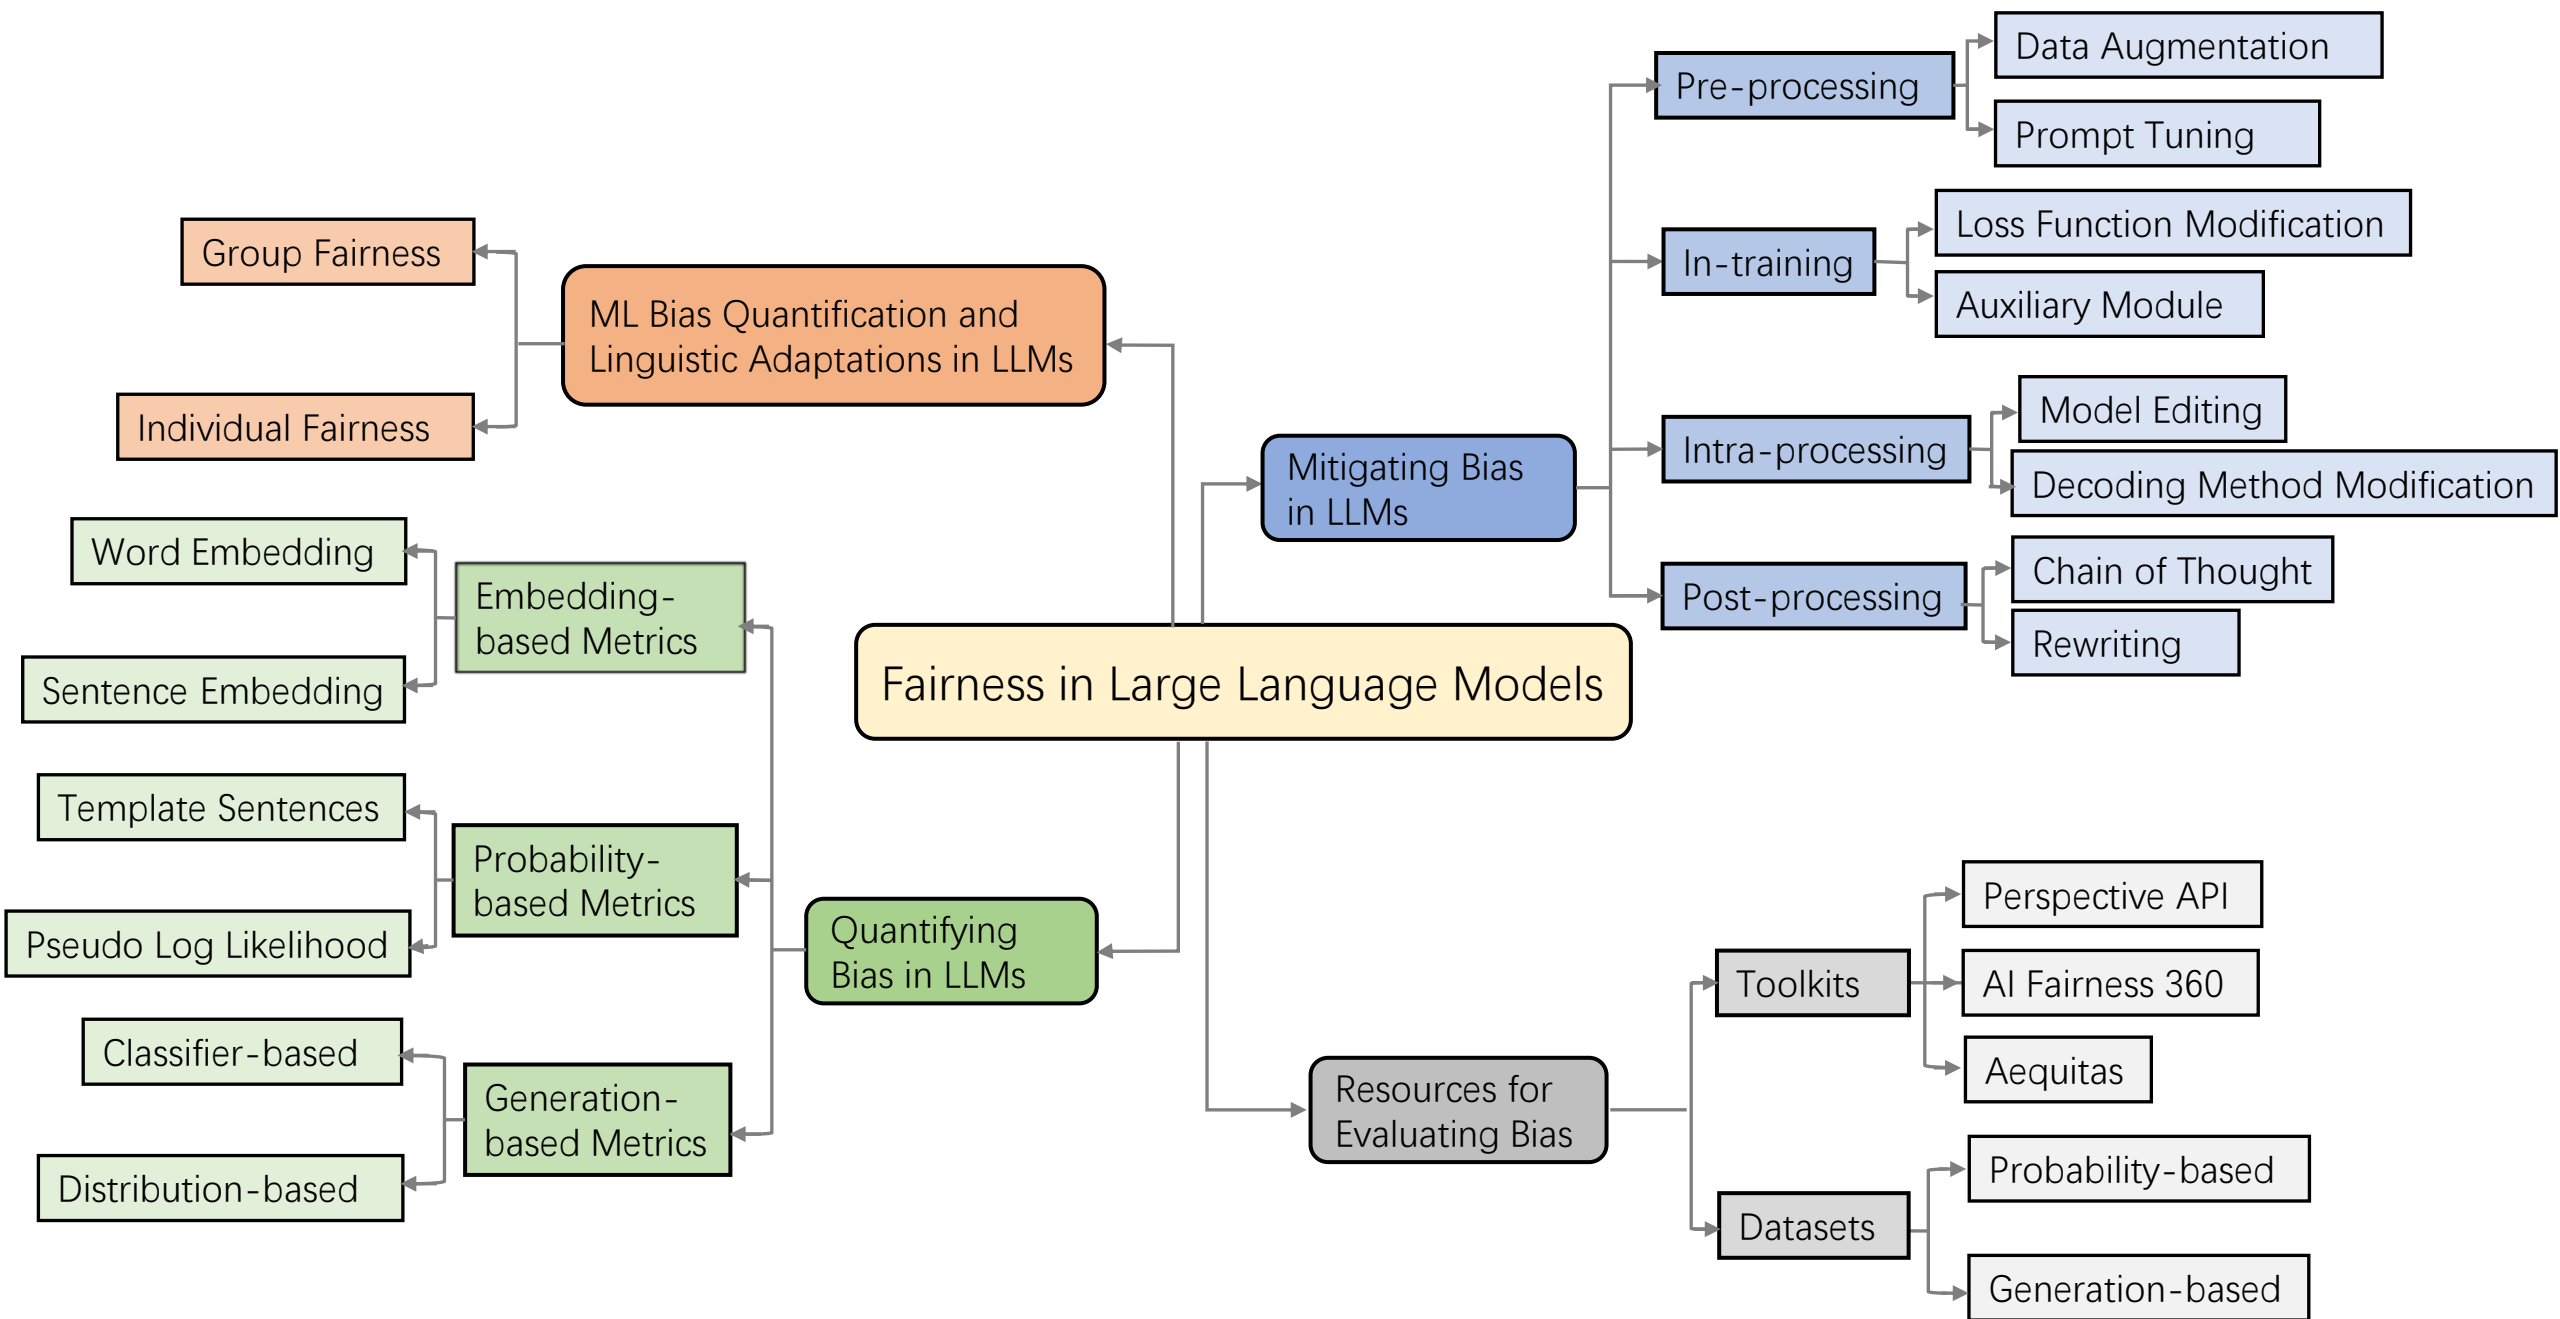 Fairness in Large Language Models
ML Bias Quantification and
Linguistic Adaptations in LLMs
Group Fairness
Individual Fairness
Quantifying
Bias in LLMs
Embedding-
based Metrics
Word Embedding
Sentence Embedding
Probability-
based Metrics
Template Sentences
Pseudo Log Likelihood
Generation-
based Metrics
Classifier-based
Distribution-based
Mitigating Bias
in LLMs
Pre-processing
Data Augmentation
Prompt Tuning
In-training
Loss Function Modification
Auxiliary Module
Intra-processing
Model Editing
Decoding Method Modification
Post-processing
Chain of Thought
Rewriting
Resources for
Evaluating Bias
Toolkits
Perspective API
AI Fairness 360
Aequitas
Datasets
Probability-based
Generation-based